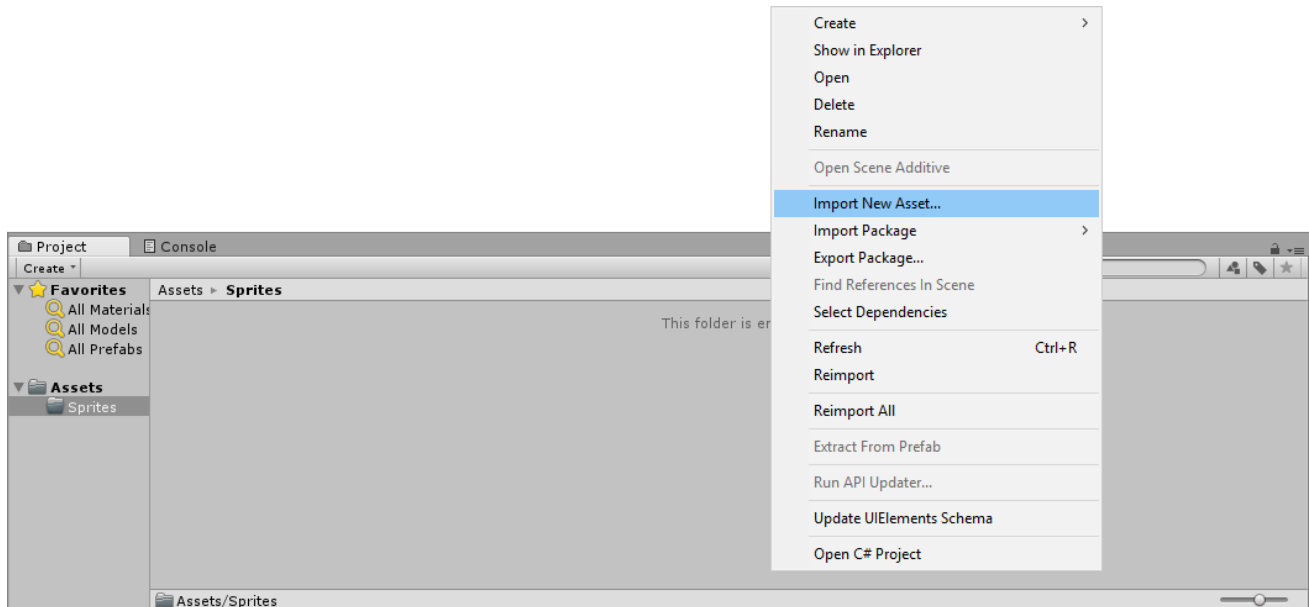 Create
Show in Explorer
Open
Delete
Rename
Open Scene Additive
Import New Asset...
Import Package
Export Package...
Find References In Scene
Select Dependencies
Refresh Ctrl+R
Reimport
Reimport All
Extract From Prefab
Run API Updater...
Update UIElements Schema
Open C# Project
Project Console
Create
Favorites
All Materials
All Models
All Prefabs
Assets
Sprites
Assets ▸ Sprites
This folder is
Assets/Sprites